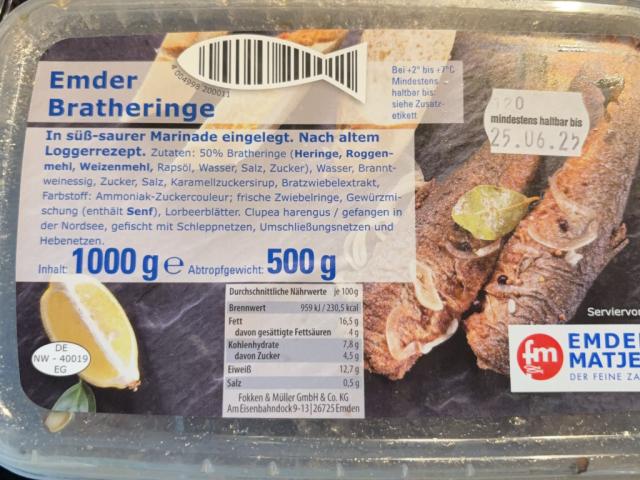 Emder
Bratheringe
4 004993 200011
Bei +2° bis +7°C
Mindestens
haltbar bis:
siehe Zusatz-
etikett
mindestens haltbar bis
25.06.25
In süß-saurer Marinade eingelegt. Nach altem
Loggerrezept. Zutaten: 50% Bratheringe (Heringe, Roggen-
mehl, Weizenmehl, Rapsöl, Wasser, Salz, Zucker), Wasser, Brannt-
weinessig, Zucker, Salz, Karamellzuckersirup, Bratzwiebelextrakt,
Farbstoff: Ammoniak-Zuckercouleur; frische Zwiebelringe, Gewürzmi-
schung (enthält Senf), Lorbeerblätter. Clupea harengus / gefangen in
der Nordsee, gefischt mit Schleppnetzen, Umschließungsnetzen und
Hebenetzen.
Inhalt: 1000 g e Abtropfgewicht: 500 g
Durchschnittliche Nährwerte je 100g
Brennwert 959 kJ / 230,5 kcal
Fett 16,5 g
davon gesättigte Fettsäuren 4 g
Kohlenhydrate 7,8 g
davon Zucker 4,5 g
Eiweiß 12,7 g
Salz 0,5 g
Fokken & Müller GmbH & Co. KG
Am Eisenbahndock 9-13 | 26725 Emden
DE
NW - 40019
EG
Serviervor
fm
EMDE
MATJE
DER FEINE ZA